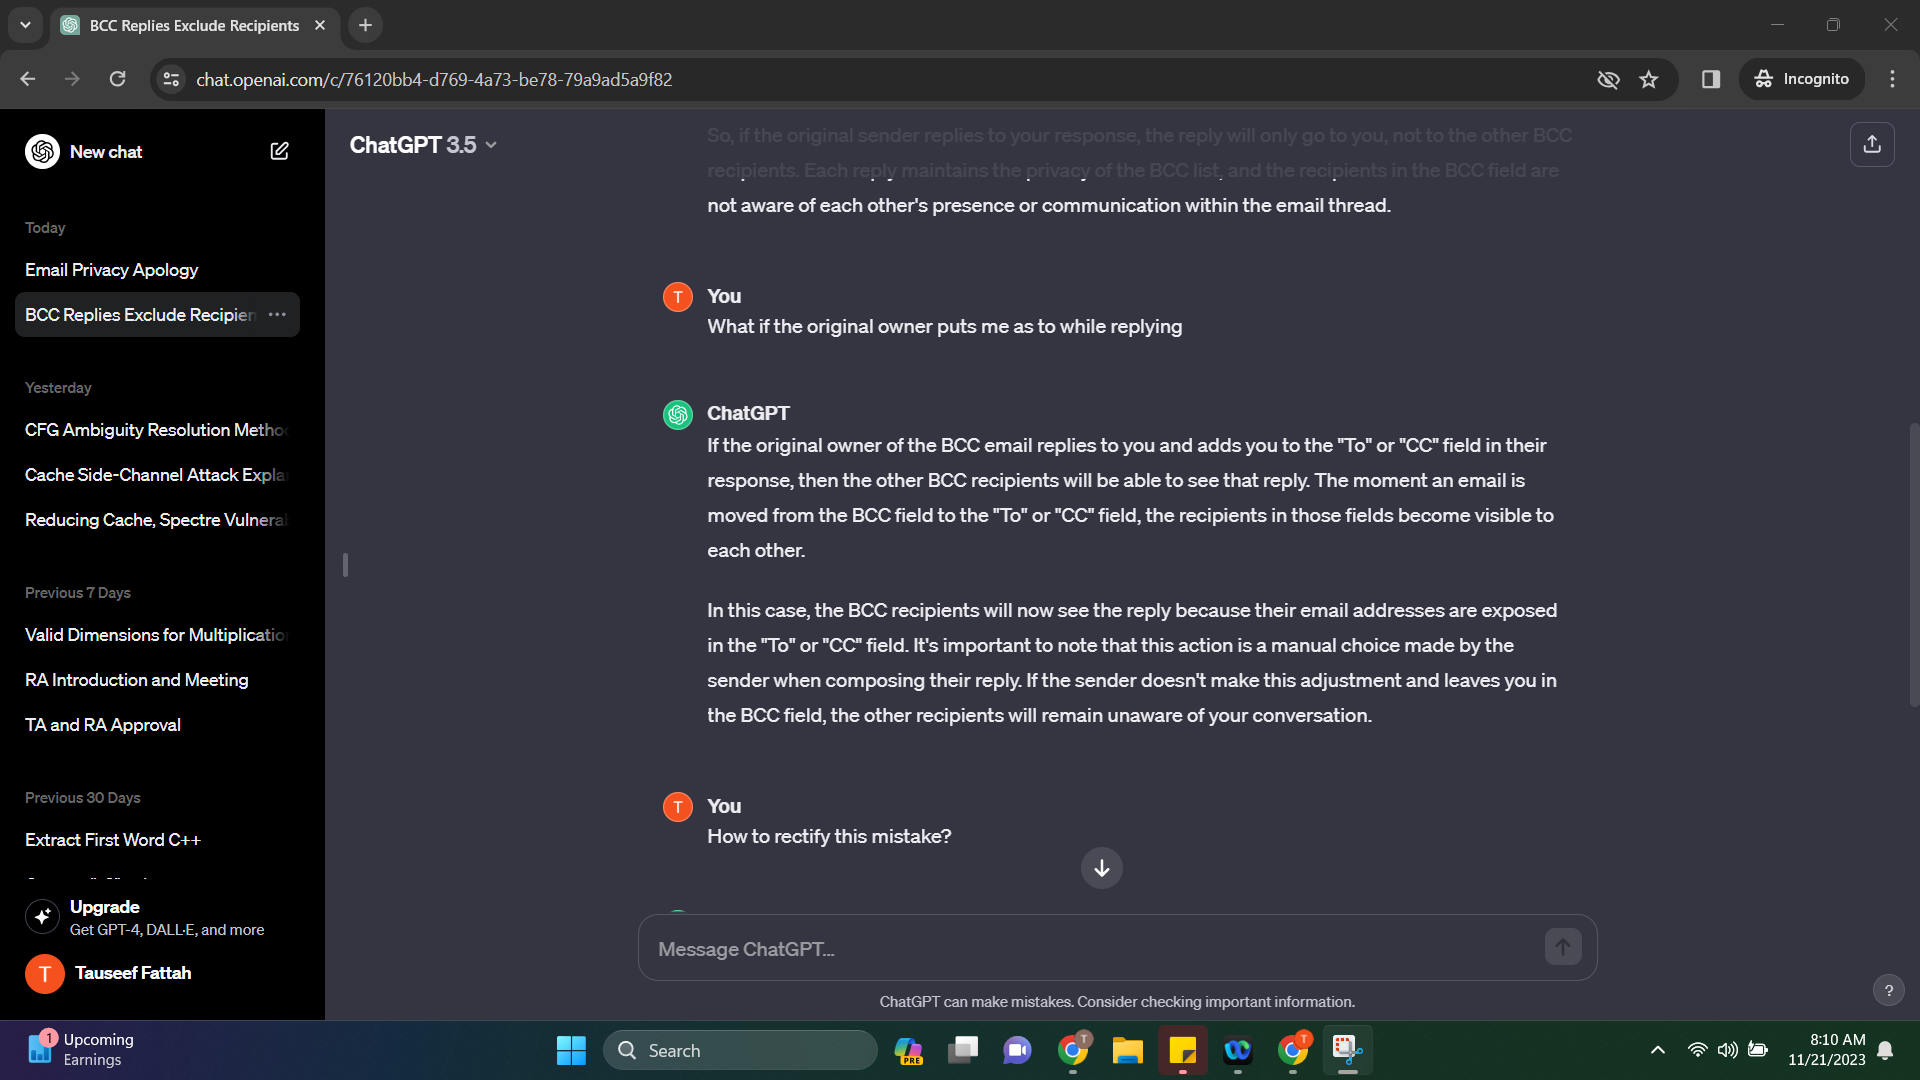 BCC Replies Exclude Recipients
chat.openai.com/c/76120bb4-d769-4a73-be78-79a9ad5a9f82
Incognito
New chat
Today
Email Privacy Apology
BCC Replies Exclude Recipien
Yesterday
CFG Ambiguity Resolution Metho
Cache Side-Channel Attack Expla
Reducing Cache, Spectre Vulnera
Previous 7 Days
Valid Dimensions for Multiplicatio
RA Introduction and Meeting
TA and RA Approval
Previous 30 Days
Extract First Word C++
Upgrade
Get GPT-4, DALL·E, and more
T
Tauseef Fattah
ChatGPT 3.5
So, if the original sender replies to your response, the reply will only go to you, not to the other BCC
recipients. Each reply maintains the privacy of the BCC list, and the recipients in the BCC field are
not aware of each other's presence or communication within the email thread.
T
You
What if the original owner puts me as to while replying
ChatGPT
If the original owner of the BCC email replies to you and adds you to the "To" or "CC" field in their
response, then the other BCC recipients will be able to see that reply. The moment an email is
moved from the BCC field to the "To" or "CC" field, the recipients in those fields become visible to
each other.
In this case, the BCC recipients will now see the reply because their email addresses are exposed
in the "To" or "CC" field. It's important to note that this action is a manual choice made by the
sender when composing their reply. If the sender doesn't make this adjustment and leaves you in
the BCC field, the other recipients will remain unaware of your conversation.
T
You
How to rectify this mistake?
Message ChatGPT...
ChatGPT can make mistakes. Consider checking important information.
?
1
Upcoming
Earnings
Search
PRE
T
T
8:10 AM
11/21/2023